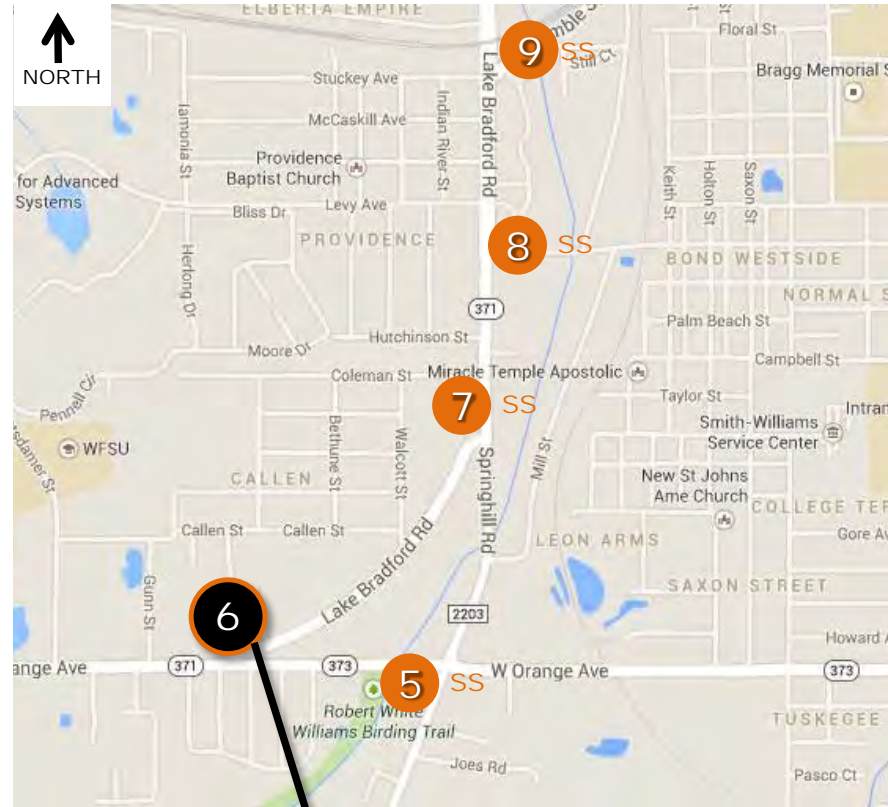 NORTH
ELBERIA EMPIRE
Floral St
9 SS
Still Ct
Stuckey Ave
Bragg Memorial S
Lake Bradford Rd
Iamonia St
Indian River St
McCaskill Ave
Providence
Baptist Church
for Advanced
Systems
Keith St
Holton St
Saxon St
Bliss Dr
Levy Ave
PROVIDENCE
8 SS
BOND WESTSIDE
Herlong Dr
NORMAL S
371
Palm Beach St
Hutchinson St
Moore Dr
Campbell St
Coleman St
Miracle Temple Apostolic
Pennell Cir
7 SS
Taylor St
Intran
Smith-Williams
Service Center
WFSU
Bethune St
Walcott St
Mill St
Springhill Rd
CALLEN
New St Johns
Ame Church
COLLEGE TER
Callen St
Callen St
Gore Av
LEON ARMS
Lake Bradford Rd
Gunn St
SAXON STREET
6
2203
Howard A
ange Ave
371
373
5 SS
W Orange Ave
373
Robert White
Williams Birding Trail
TUSKEGEE
Joes Rd
Pasco Ct